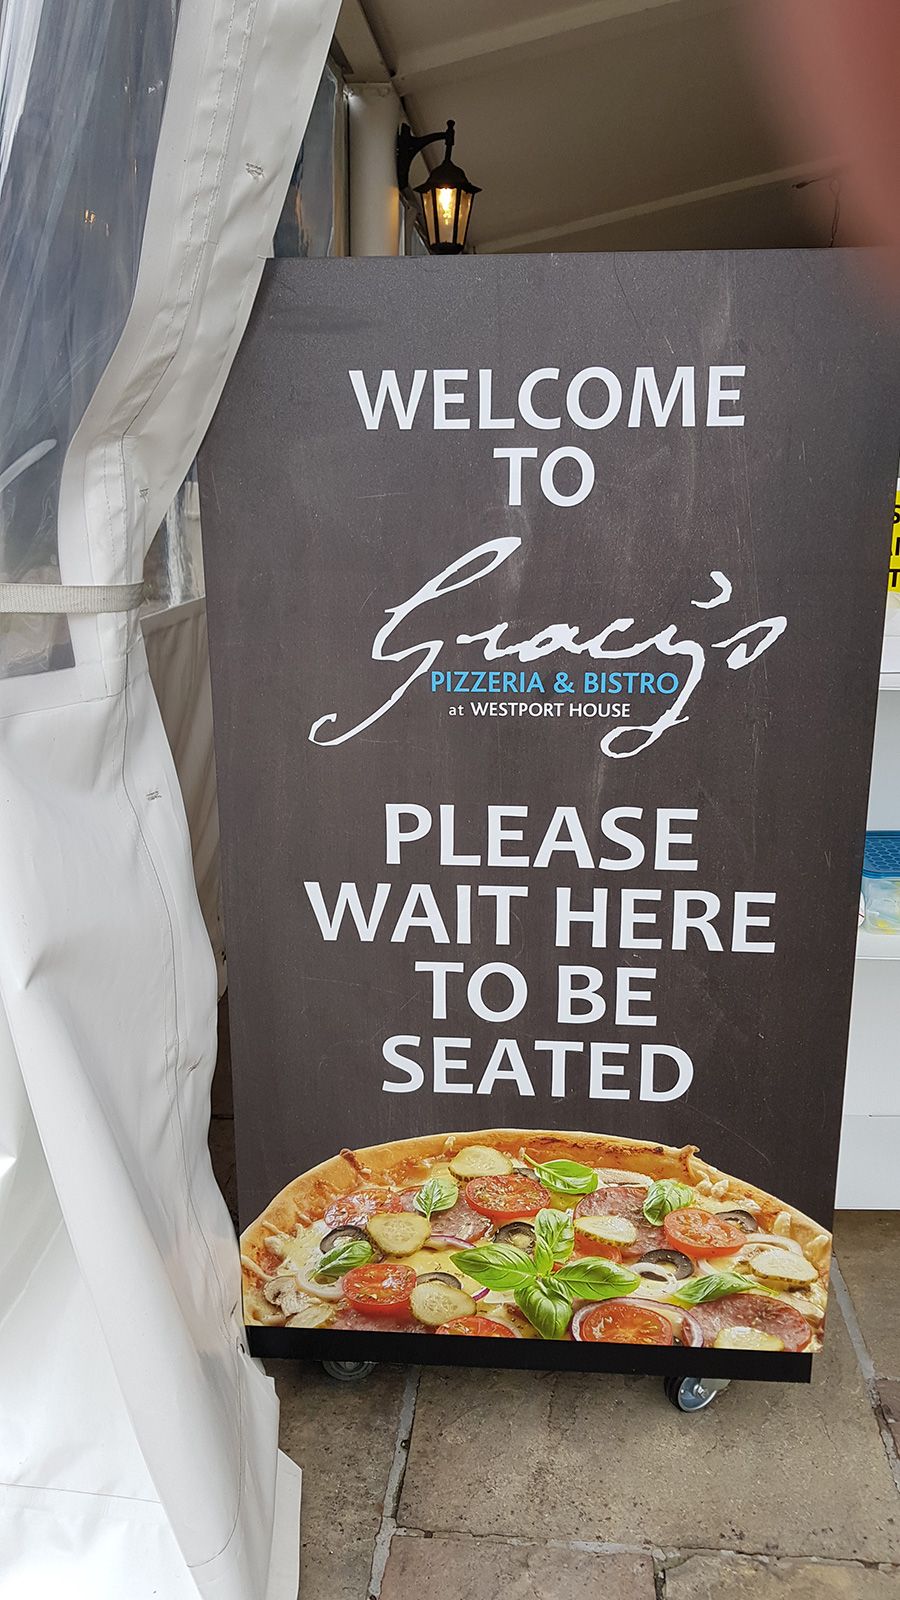 WELCOME
TO
Gracy's
PIZZERIA & BISTRO
at WESTPORT HOUSE
PLEASE
WAIT HERE
TO BE
SEATED